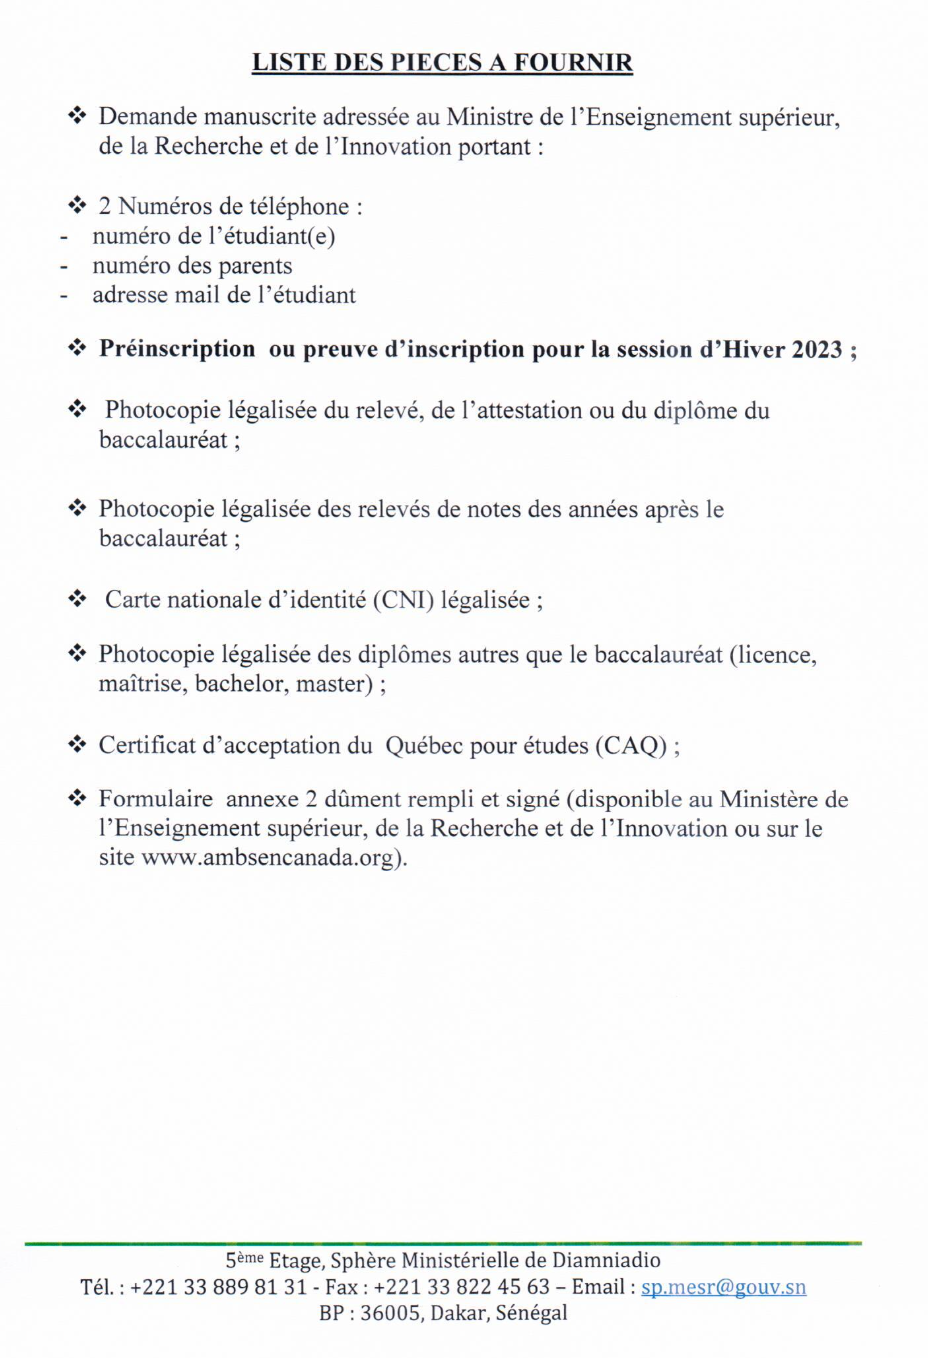 LISTE DES PIECES A FOURNIR
❖ Demande manuscrite adressée au Ministre de l'Enseignement supérieur,
de la Recherche et de l'Innovation portant :
❖ 2 Numéros de téléphone :
- numéro de l'étudiant(e)
- numéro des parents
- adresse mail de l'étudiant
❖ Préinscription ou preuve d'inscription pour la session d'Hiver 2023 ;
❖ Photocopie légalisée du relevé, de l'attestation ou du diplôme du
baccalauréat ;
❖ Photocopie légalisée des relevés de notes des années après le
baccalauréat ;
❖ Carte nationale d'identité (CNI) légalisée ;
❖ Photocopie légalisée des diplômes autres que le baccalauréat (licence,
maîtrise, bachelor, master) ;
❖ Certificat d'acceptation du Québec pour études (CAQ) ;
❖ Formulaire annexe 2 dûment rempli et signé (disponible au Ministère de
l'Enseignement supérieur, de la Recherche et de l'Innovation ou sur le
site www.ambsencanada.org).
5ème Etage, Sphère Ministérielle de Diamniadio
Tél. : +221 33 889 81 31 - Fax : +221 33 822 45 63 – Email : sp.mesr@gouv.sn
BP : 36005, Dakar, Sénégal